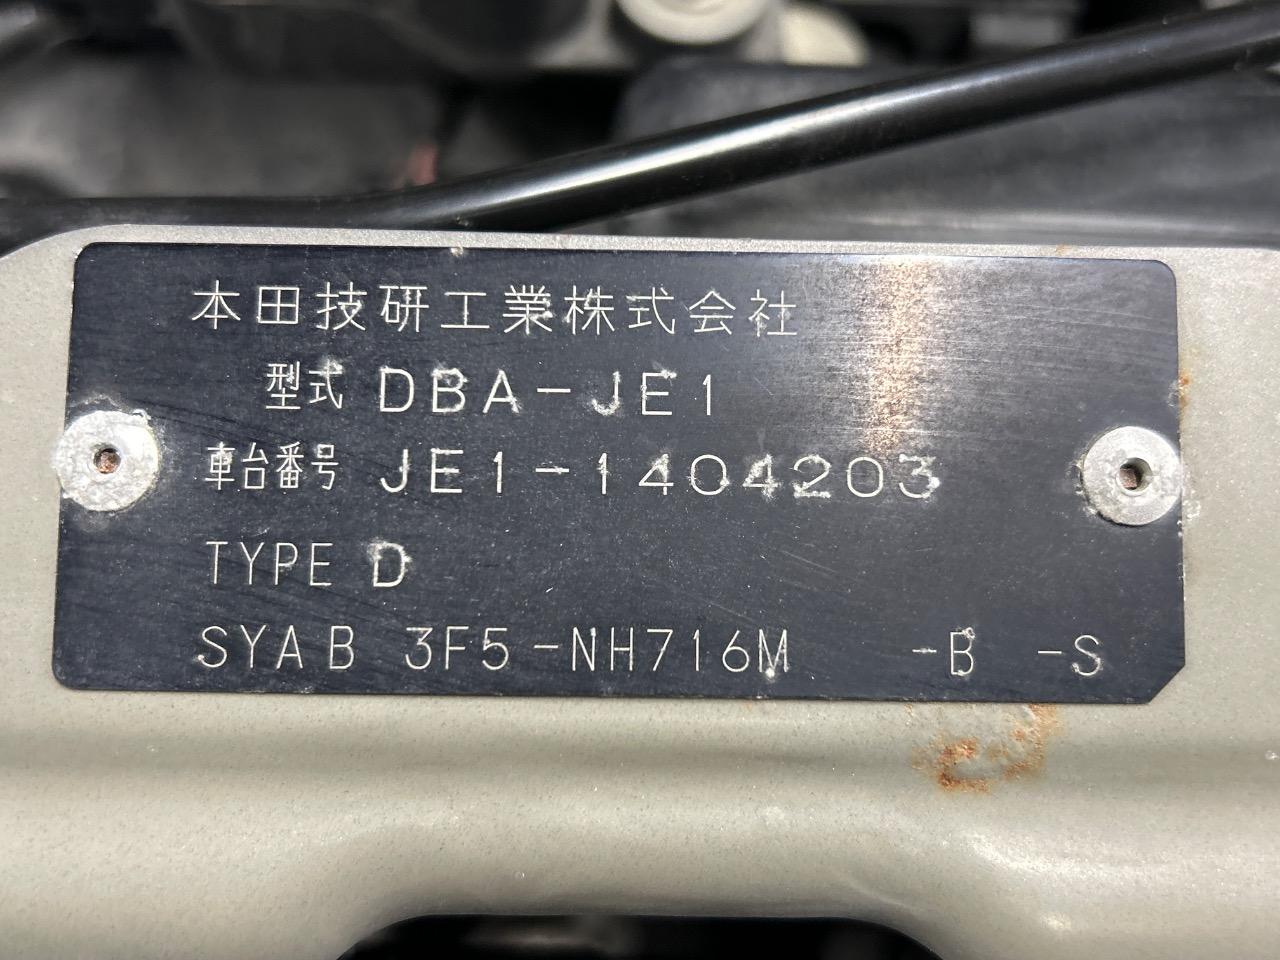 本田技研工業株式会社
型式 DBA-JE1
車台番号 JE1-1404203
TYPE D
SYAB 3F5-NH716M -B -S